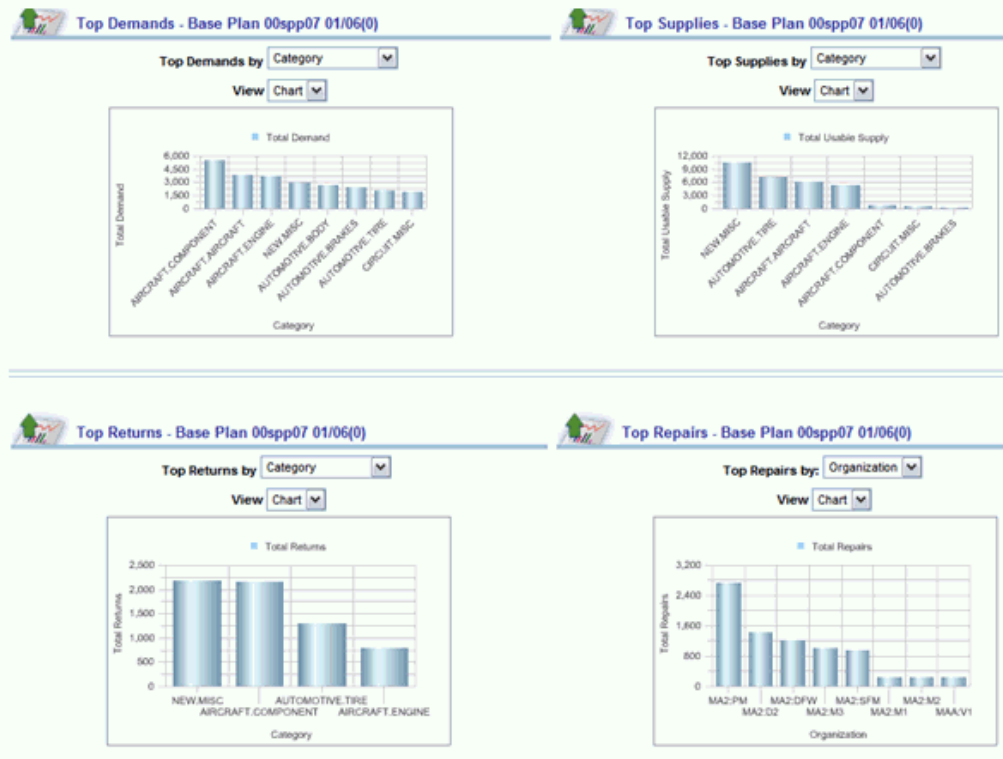 Top Demands - Base Plan 00spp07 01/06(0)
Top Demands by Category
View Chart
Total Demand
6,000
4,500
3,000
1,500
0
Total Demand
AIRCRAFT.COMPONENT
AIRCRAFT.AIRCRAFT
AIRCRAFT.ENGINE
NEW.MISC
AUTOMOTIVE.BODY
AUTOMOTIVE.BRAKES
AUTOMOTIVE.TIRE
CIRCUIT.MISC
Category
Top Supplies - Base Plan 00spp07 01/06(0)
Top Supplies by Category
View Chart
Total Usable Supply
12,000
9,000
6,000
3,000
0
Total Usable Supply
NEW.MISC
AUTOMOTIVE.TIRE
AIRCRAFT.AIRCRAFT
AIRCRAFT.ENGINE
AIRCRAFT.COMPONENT
CIRCUIT.MISC
AUTOMOTIVE.BRAKES
Category
Top Returns - Base Plan 00spp07 01/06(0)
Top Returns by Category
View Chart
Total Returns
2,500
2,000
1,500
1,000
500
0
Total Returns
NEW.MISC AUTOMOTIVE.TIRE
AIRCRAFT.COMPONENT AIRCRAFT.ENGINE
Category
Top Repairs - Base Plan 00spp07 01/06(0)
Top Repairs by: Organization
View Chart
Total Repairs
3,200
2,400
1,600
800
0
Total Repairs
MA2:PM MA2:DFW MA2:SFM MA2:M2
MA2:D2 MA2:M3 MA2:M1 MAA:V1
Organization